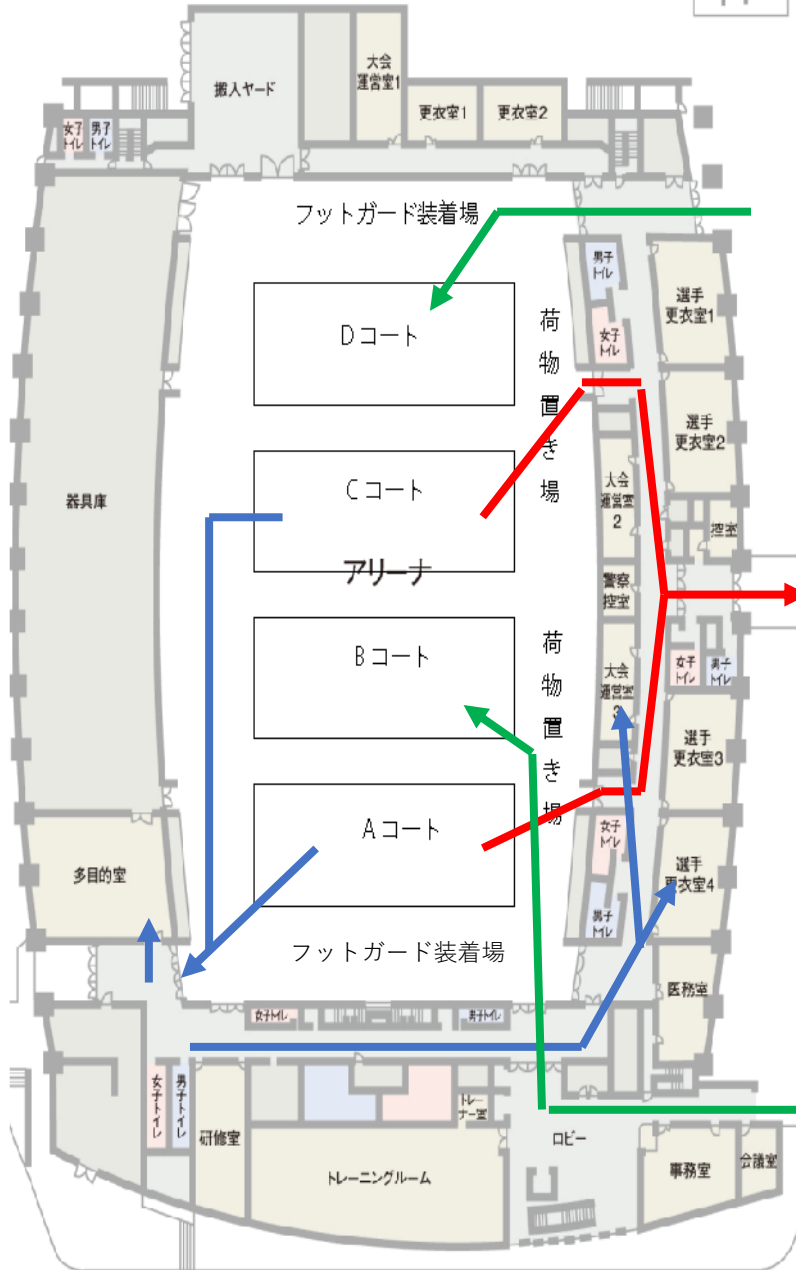 搬入ヤード
大会
運営室1
更衣室1
更衣室2
女子
トイレ
男子
トイレ
フットガード装着場
男子
トイレ
選手
更衣室1
Dコート
荷物置き場
女子
トイレ
選手
更衣室2
Cコート
大会
運営室
2
器具庫
控室
アリーナ
警察
控室
Bコート
荷物置き場
女子
トイレ
男子
トイレ
大会
運営室
3
選手
更衣室3
Aコート
女子
トイレ
選手
更衣室4
多目的室
男子
トイレ
フットガード装着場
医務室
女子トイレ
男子トイレ
女子トイレ
男子トイレ
研修室
トレー
ナー室
ロビー
トレーニングルーム
事務室
会議室